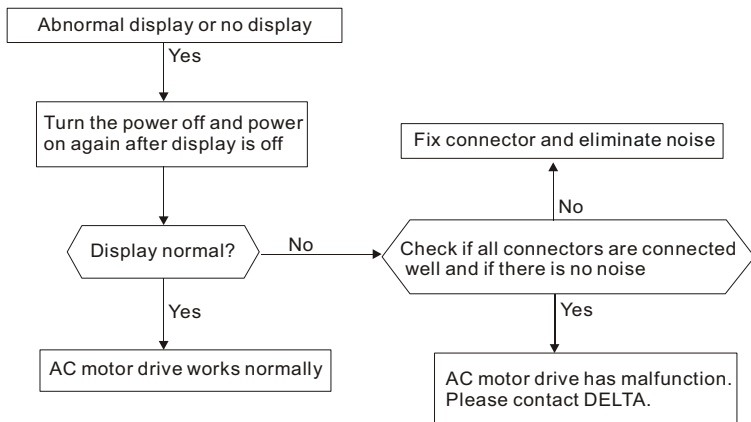 Abnormal display or no display
Yes
Turn the power off and power
on again after display is off
Fix connector and eliminate noise
No
Display normal?
No
Check if all connectors are connected
well and if there is no noise
Yes
Yes
AC motor drive works normally
AC motor drive has malfunction.
Please contact DELTA.